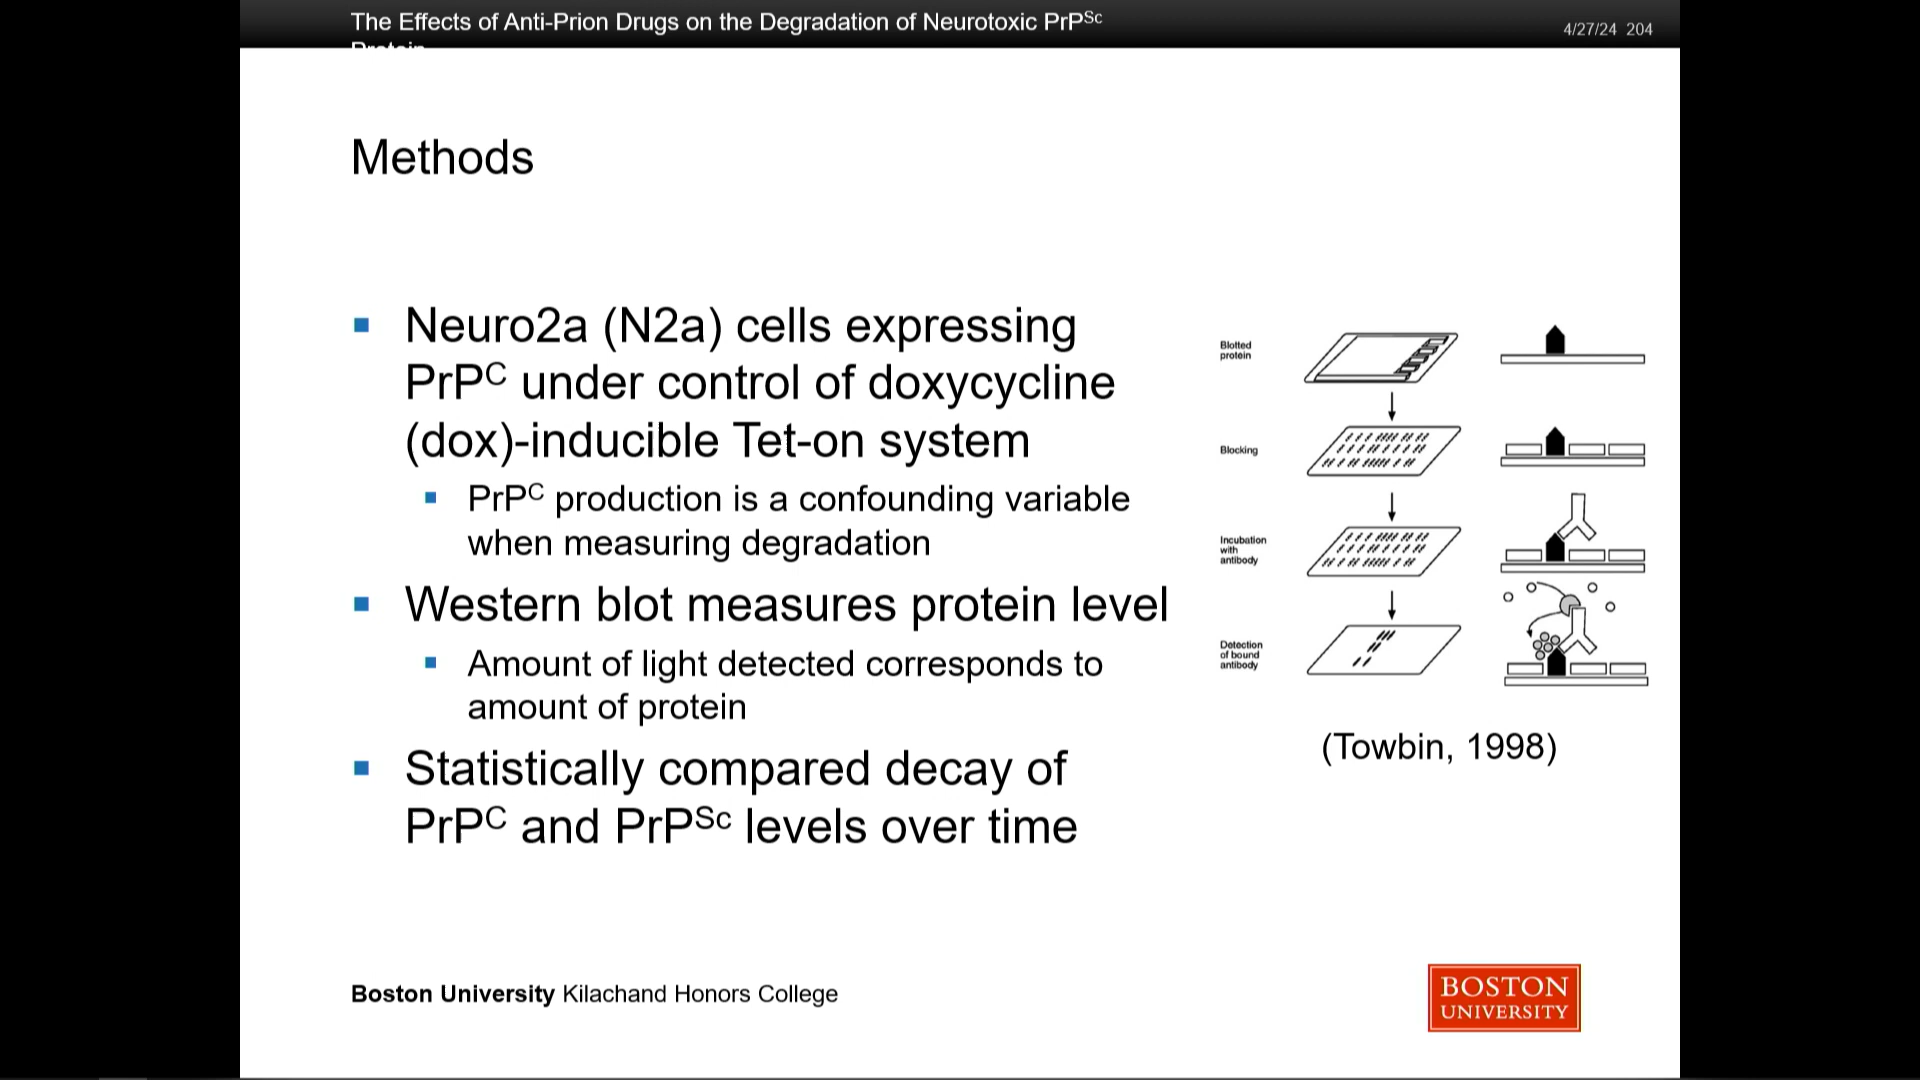 The Effects of Anti-Prion Drugs on the Degradation of Neurotoxic PrPSc
Protein
4/27/24 204
Methods
▪ Neuro2a (N2a) cells expressing
PrPC under control of doxycycline
(dox)-inducible Tet-on system
▪ PrPC production is a confounding variable
when measuring degradation
▪ Western blot measures protein level
▪ Amount of light detected corresponds to
amount of protein
▪ Statistically compared decay of
PrPC and PrPSc levels over time
Blotted
protein
Blocking
Incubation
with
antibody
Detection
of bound
antibody
(Towbin, 1998)
Boston University Kilachand Honors College
BOSTON
UNIVERSITY